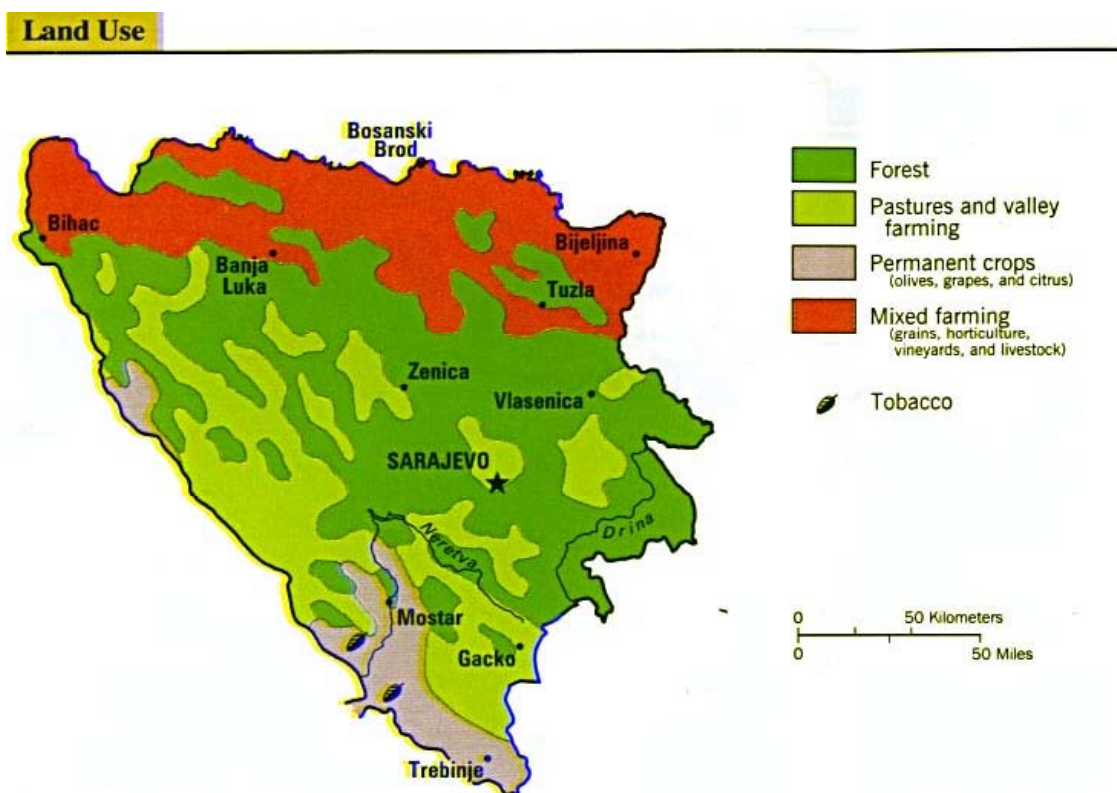 Land Use
Bosanski
Brod
Bihac
Banja
Luka
Bijeljina
Tuzla
Zenica
Vlasenica
SARAJEVO
Neretva
Drina
Mostar
Gacko
Trebinje
Forest
Pastures and valley
farming
Permanent crops
(olives, grapes, and citrus)
Mixed farming
(grains, horticulture,
vineyards, and livestock)
Tobacco
0 50 Kilometers
0 50 Miles